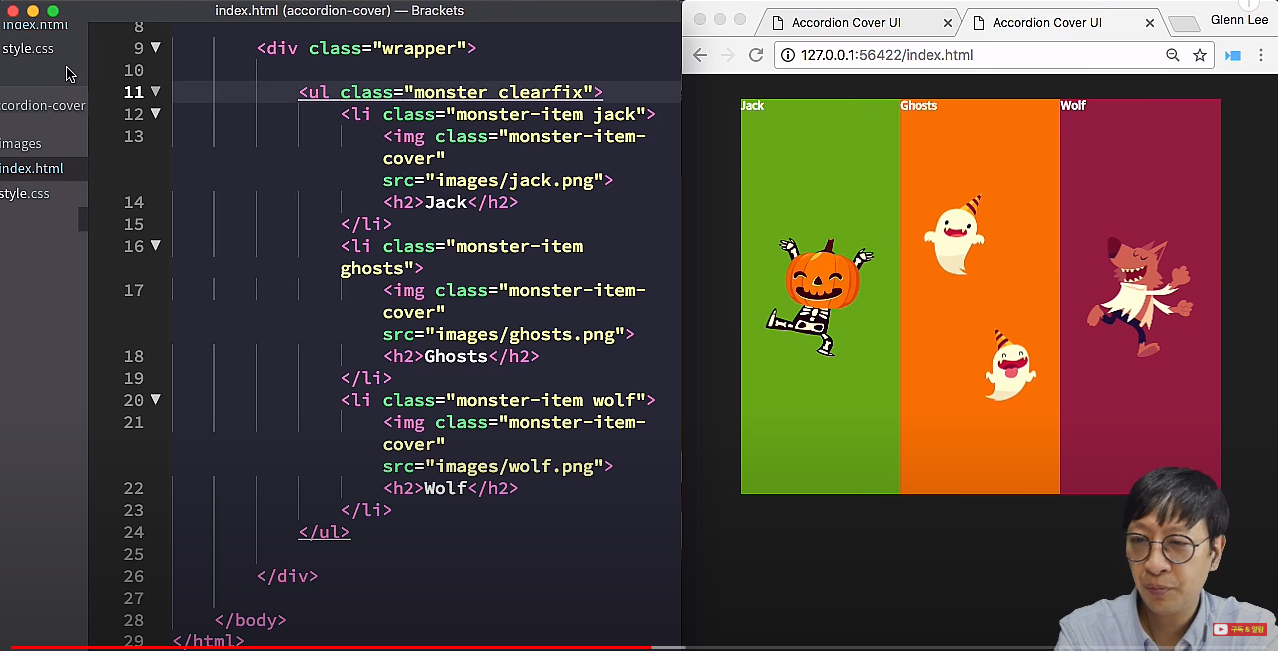 index.html (accordion-cover) — Brackets
index.html
style.css
ccordion-cover
images
index.html
style.css
8
9 ▼ <div class="wrapper">
10
11 ▼ <ul class="monster clearfix">
12 ▼ <li class="monster-item jack">
13 <img class="monster-item-
cover"
src="images/jack.png">
14 <h2>Jack</h2>
15 </li>
16 ▼ <li class="monster-item
ghosts">
17 <img class="monster-item-
cover"
src="images/ghosts.png">
18 <h2>Ghosts</h2>
19 </li>
20 ▼ <li class="monster-item wolf">
21 <img class="monster-item-
cover"
src="images/wolf.png">
22 <h2>Wolf</h2>
23 </li>
24 </ul>
25
26 </div>
27
28 </body>
29 </html>
Accordion Cover UI
Accordion Cover UI
Glenn Lee
127.0.0.1:56422/index.html
Jack
Ghosts
Wolf
구독 & 알림